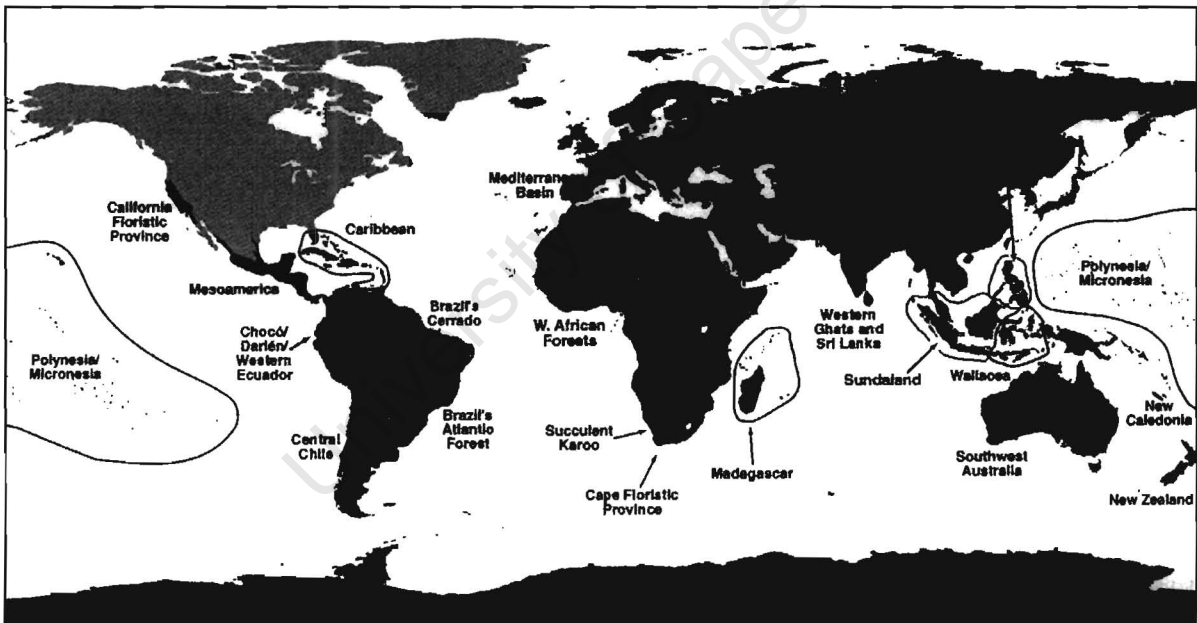 Mediterranean
Basin
California
Floristic
Province
Caribbean
Polynesia/
Micronesia
Mesoamerica
Brazil's
Cerrado
Chocó/
Darién/
Western
Ecuador
W. African
Forests
Western
Ghats and
Sri Lanka
Polynesia/
Micronesia
Sundaland
Wallacea
New
Caledonia
Brazil's
Atlantic
Forest
Central
Chile
Succulent
Karoo
Madagascar
Southwest
Australia
Cape Floristic
Province
New Zealand
University Cape